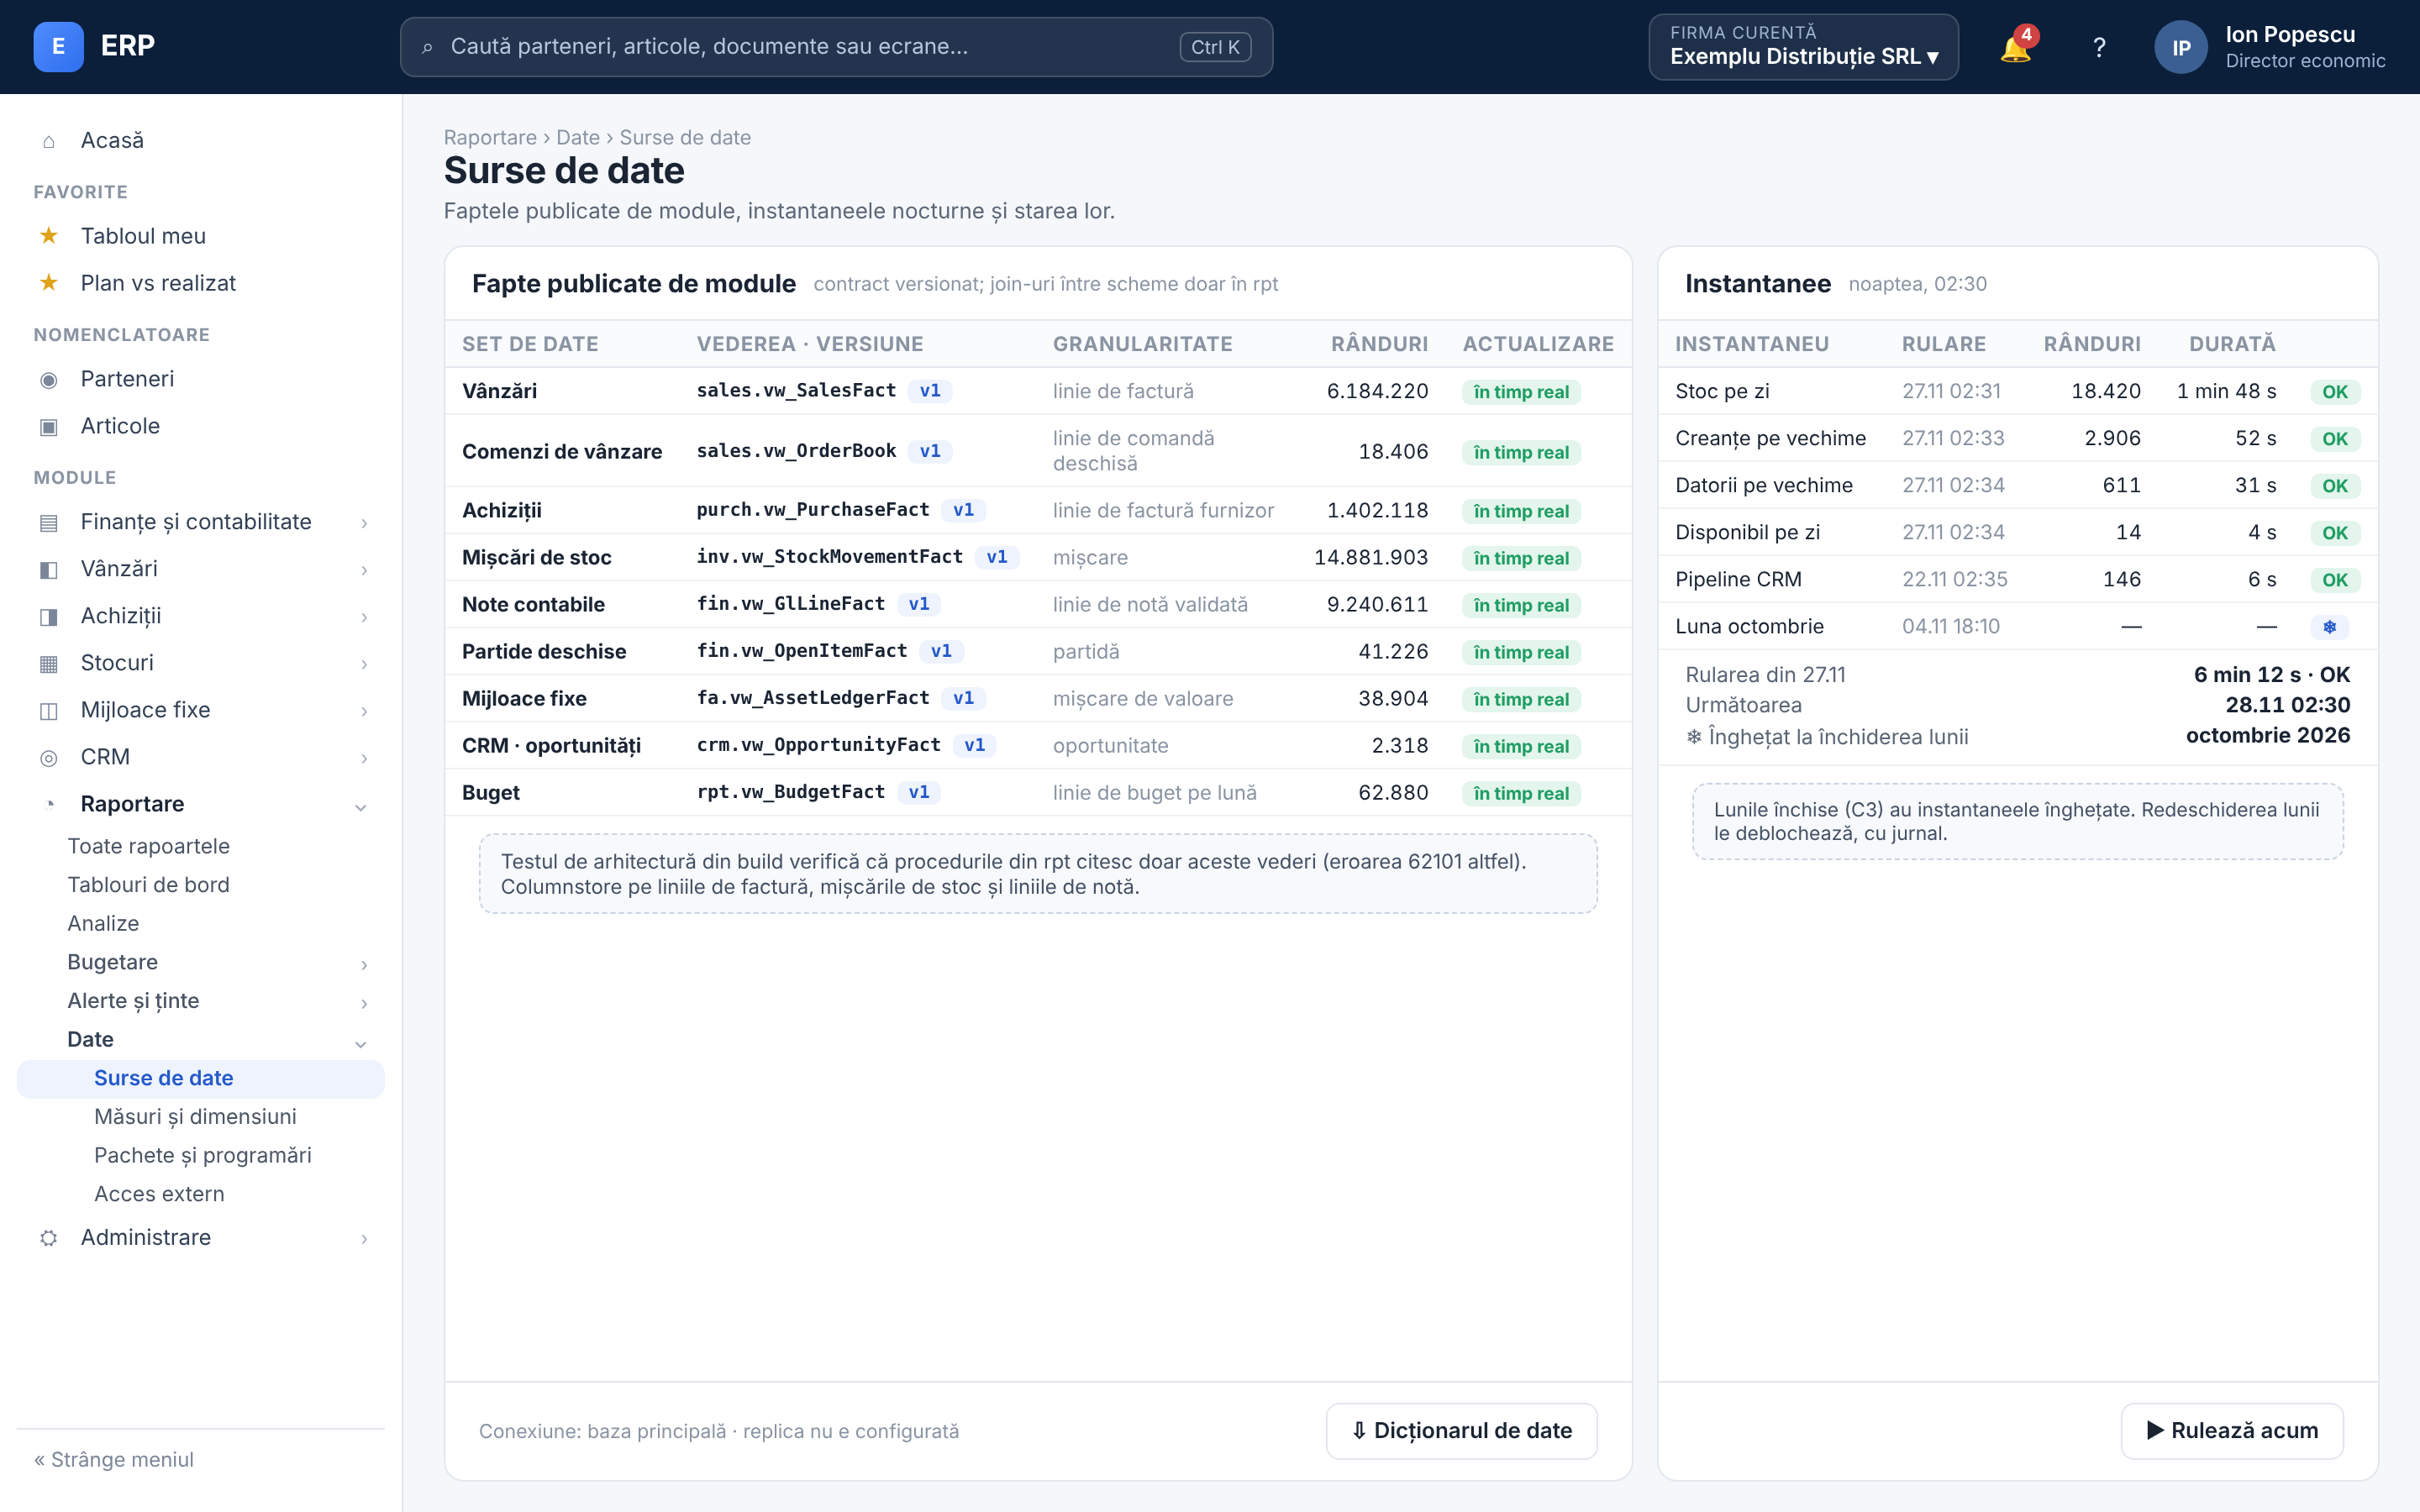 E ERP
Caută parteneri, articole, documente sau ecrane... Ctrl K
FIRMA CURENTĂ
Exemplu Distribuție SRL ▾
4
?
IP
Ion Popescu
Director economic
Acasă
FAVORITE
Tabloul meu
Plan vs realizat
NOMENCLATOARE
Parteneri
Articole
MODULE
Finanțe și contabilitate
Vânzări
Achiziții
Stocuri
Mijloace fixe
CRM
Raportare
Toate rapoartele
Tablouri de bord
Analize
Bugetare
Alerte și ținte
Date
Surse de date
Măsuri și dimensiuni
Pachete și programări
Acces extern
Administrare
« Strânge meniul
Raportare › Date › Surse de date
Surse de date
Faptele publicate de module, instantaneele nocturne și starea lor.
Fapte publicate de module contract versionat; join-uri între scheme doar în rpt
SET DE DATE VEDEREA · VERSIUNE GRANULARITATE RÂNDURI ACTUALIZARE
Vânzări sales.vw_SalesFact v1 linie de factură 6.184.220 în timp real
Comenzi de vânzare sales.vw_OrderBook v1 linie de comandă deschisă 18.406 în timp real
Achiziții purch.vw_PurchaseFact v1 linie de factură furnizor 1.402.118 în timp real
Mișcări de stoc inv.vw_StockMovementFact v1 mișcare 14.881.903 în timp real
Note contabile fin.vw_GlLineFact v1 linie de notă validată 9.240.611 în timp real
Partide deschise fin.vw_OpenItemFact v1 partidă 41.226 în timp real
Mijloace fixe fa.vw_AssetLedgerFact v1 mișcare de valoare 38.904 în timp real
CRM · oportunități crm.vw_OpportunityFact v1 oportunitate 2.318 în timp real
Buget rpt.vw_BudgetFact v1 linie de buget pe lună 62.880 în timp real
Testul de arhitectură din build verifică că procedurile din rpt citesc doar aceste vederi (eroarea 62101 altfel).
Columnstore pe liniile de factură, mișcările de stoc și liniile de notă.
Conexiune: baza principală · replica nu e configurată
⇩ Dicționarul de date
Instantanee noaptea, 02:30
INSTANTANEU RULARE RÂNDURI DURATĂ
Stoc pe zi 27.11 02:31 18.420 1 min 48 s OK
Creanțe pe vechime 27.11 02:33 2.906 52 s OK
Datorii pe vechime 27.11 02:34 611 31 s OK
Disponibil pe zi 27.11 02:34 14 4 s OK
Pipeline CRM 22.11 02:35 146 6 s OK
Luna octombrie 04.11 18:10 — — ❄
Rularea din 27.11 6 min 12 s · OK
Următoarea 28.11 02:30
❄ Înghețat la închiderea lunii octombrie 2026
Lunile închise (C3) au instantaneele înghețate. Redeschiderea lunii
le deblochează, cu jurnal.
▶ Rulează acum